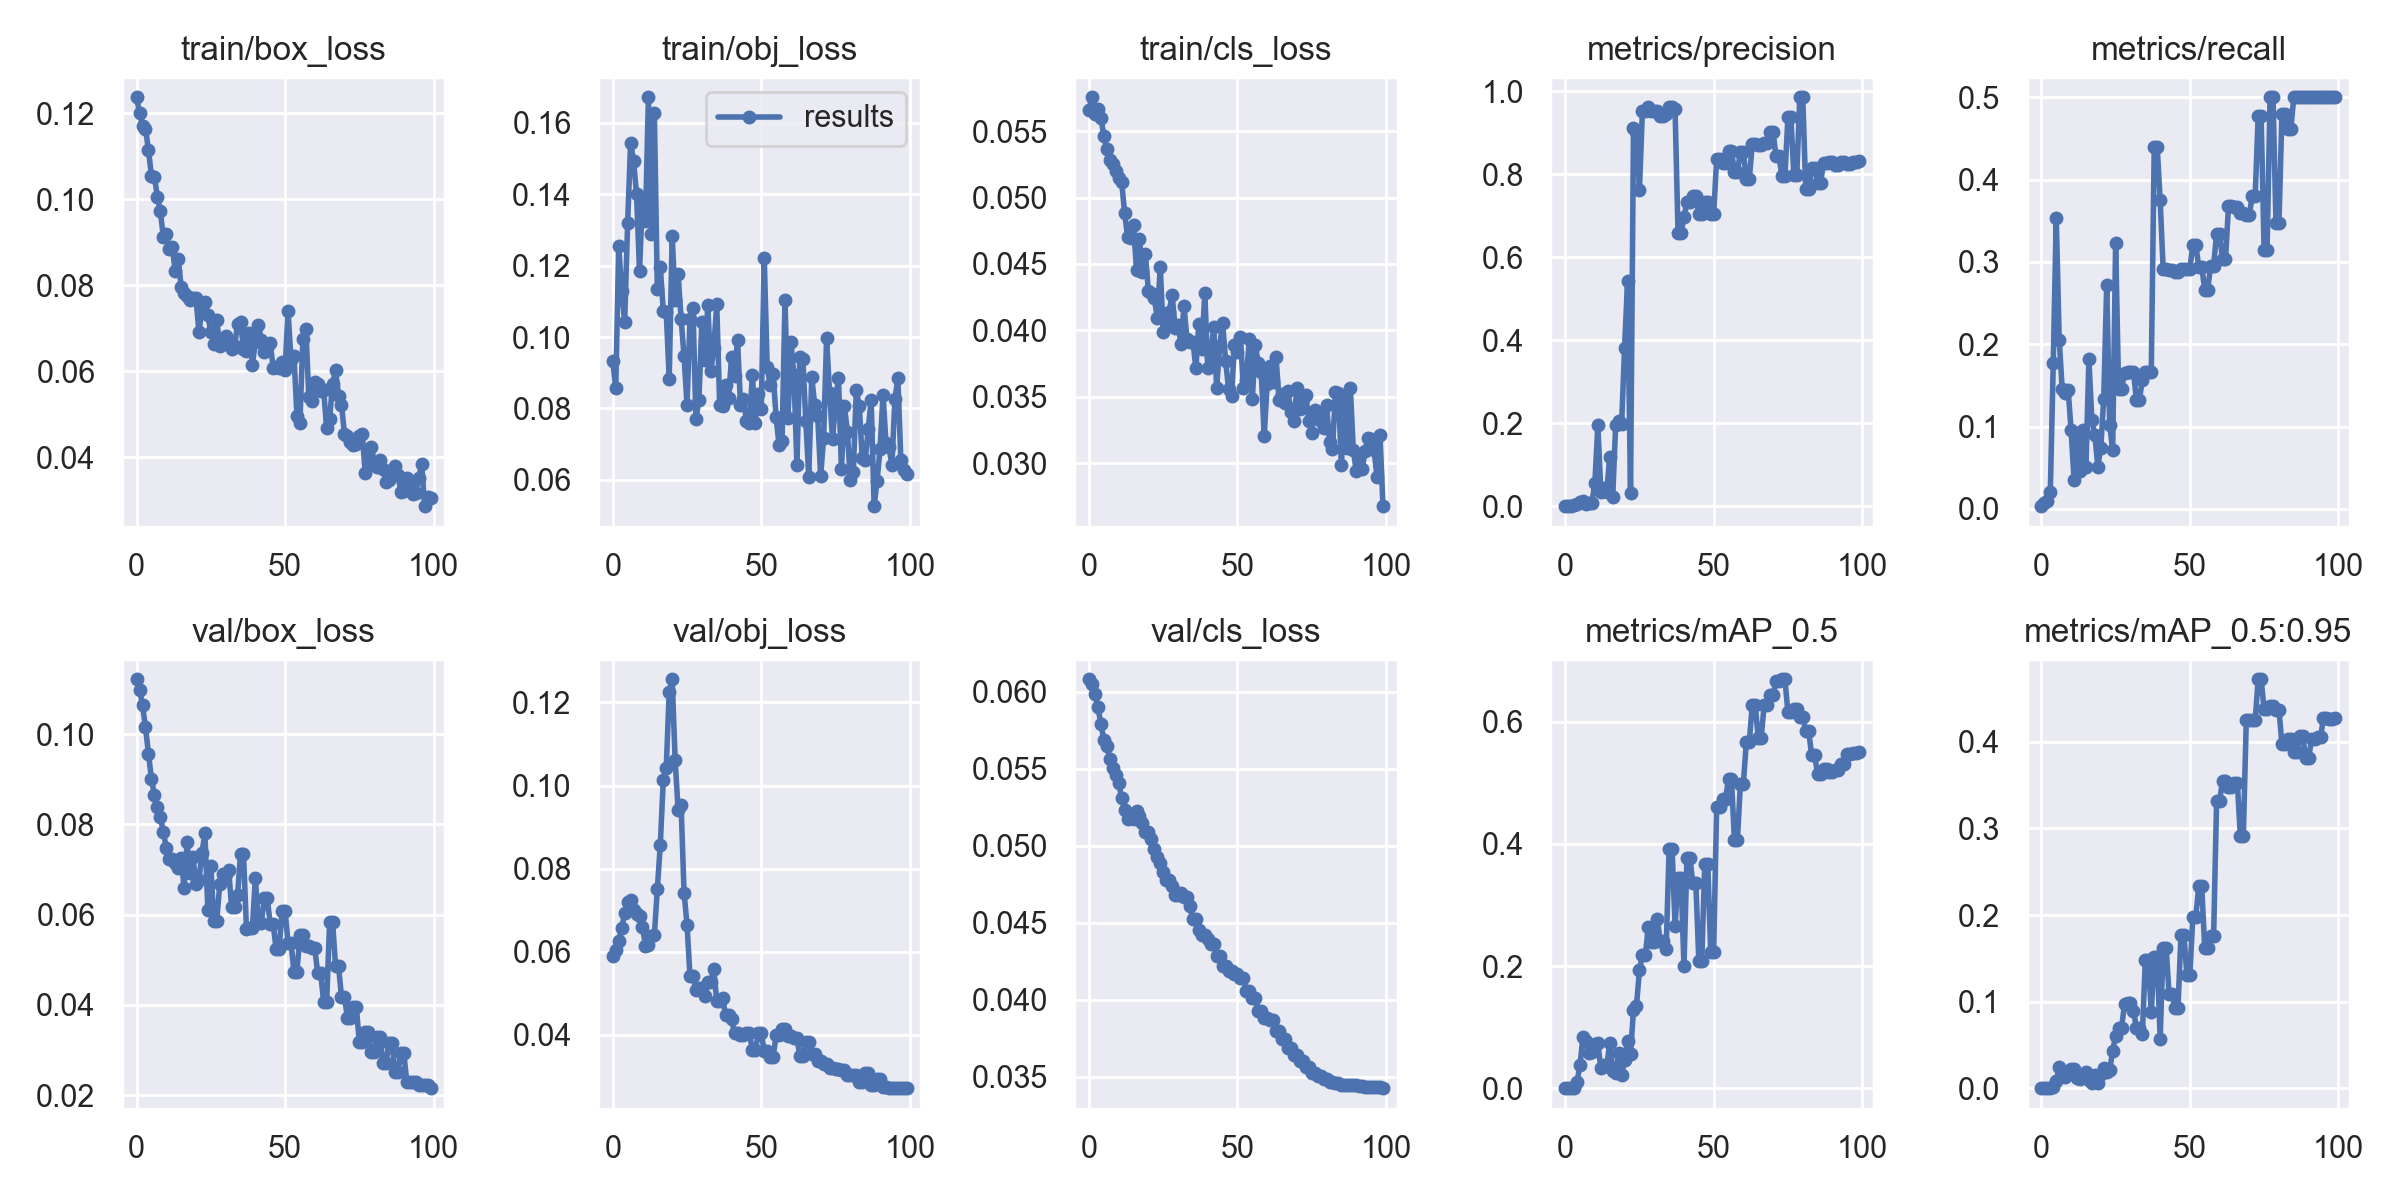 train/box_loss
0.12
0.10
0.08
0.06
0.04
0 50 100
train/obj_loss
results
0.16
0.14
0.12
0.10
0.08
0.06
0 50 100
train/cls_loss
0.055
0.050
0.045
0.040
0.035
0.030
0 50 100
metrics/precision
1.0
0.8
0.6
0.4
0.2
0.0
0 50 100
metrics/recall
0.5
0.4
0.3
0.2
0.1
0.0
0 50 100
val/box_loss
0.10
0.08
0.06
0.04
0.02
0 50 100
val/obj_loss
0.12
0.10
0.08
0.06
0.04
0 50 100
val/cls_loss
0.060
0.055
0.050
0.045
0.040
0.035
0 50 100
metrics/mAP_0.5
0.6
0.4
0.2
0.0
0 50 100
metrics/mAP_0.5:0.95
0.4
0.3
0.2
0.1
0.0
0 50 100